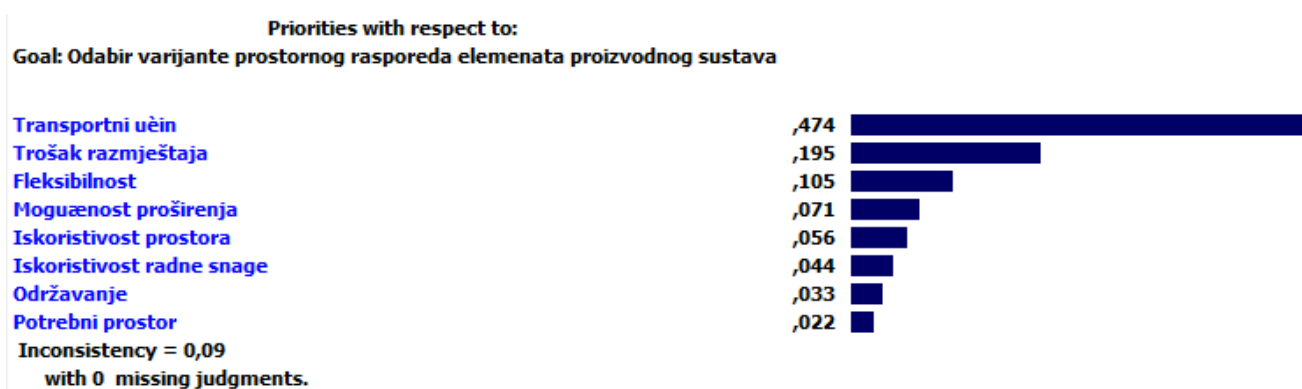 Priorities with respect to:
Goal: Odabir varijante prostornog rasporeda elemenata proizvodnog sustava
Transportni uèin ,474
Trošak razmještaja ,195
Fleksibilnost ,105
Moguænost proširenja ,071
Iskoristivost prostora ,056
Iskoristivost radne snage ,044
Održavanje ,033
Potrebni prostor ,022
Inconsistency = 0,09
with 0 missing judgments.